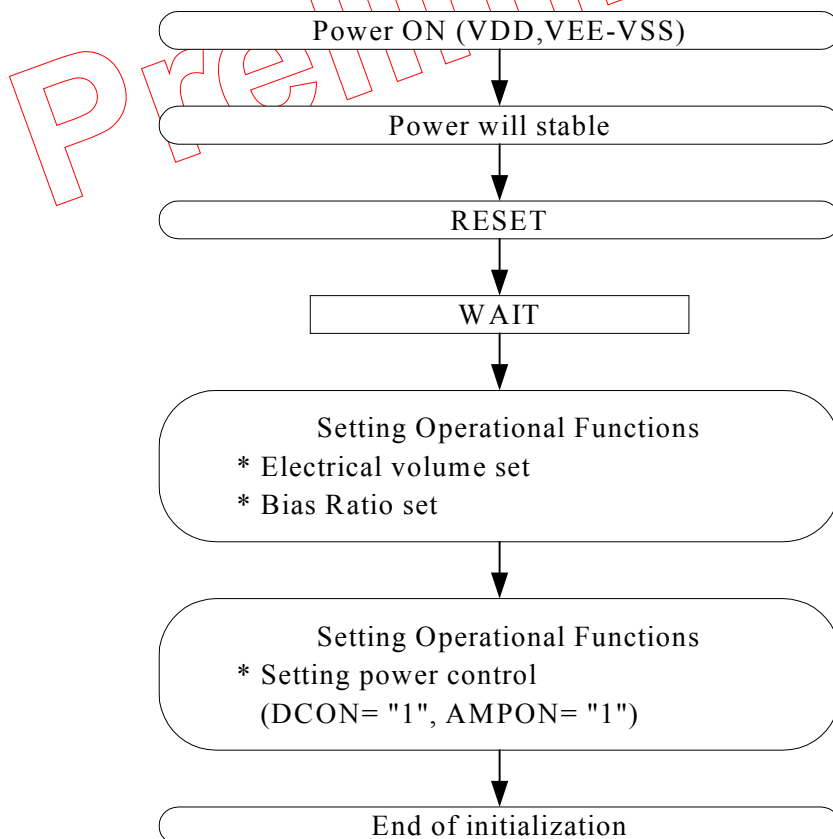 Power ON (VDD,VEE-VSS)
Power will stable
RESET
WAIT
Setting Operational Functions
* Electrical volume set
* Bias Ratio set
Setting Operational Functions
* Setting power control
(DCON= "1", AMPON= "1")
End of initialization